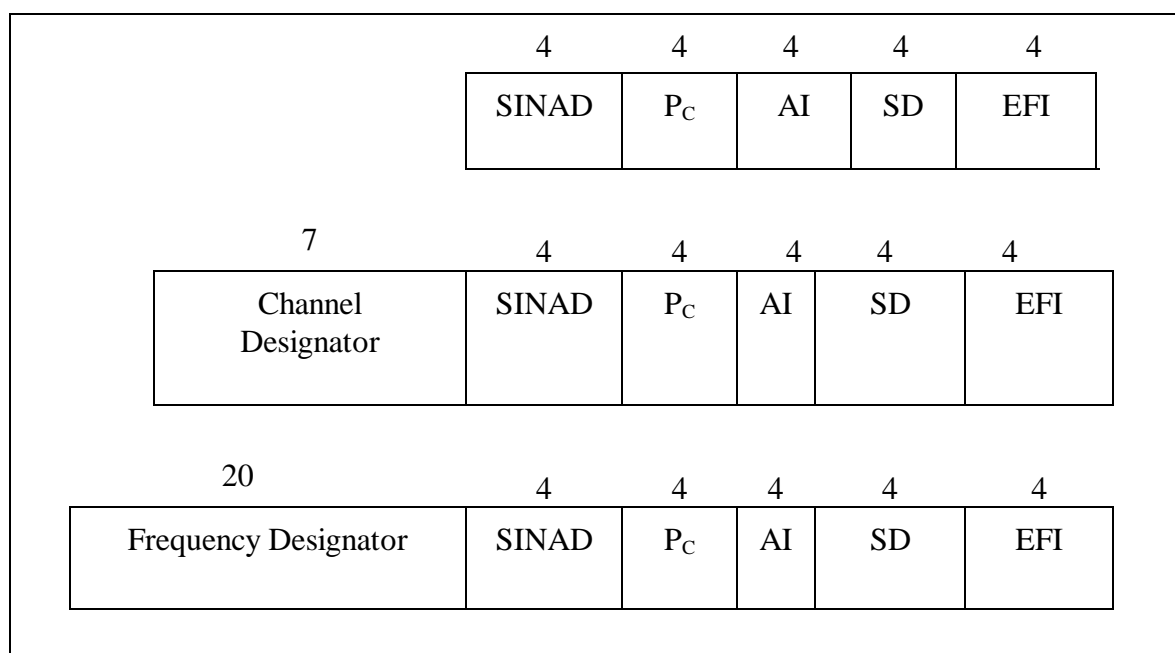 4 4 4 4 4
SINAD P_C AI SD EFI
7 4 4 4 4 4
Channel SINAD P_C AI SD EFI
Designator
20 4 4 4 4 4
Frequency Designator SINAD P_C AI SD EFI